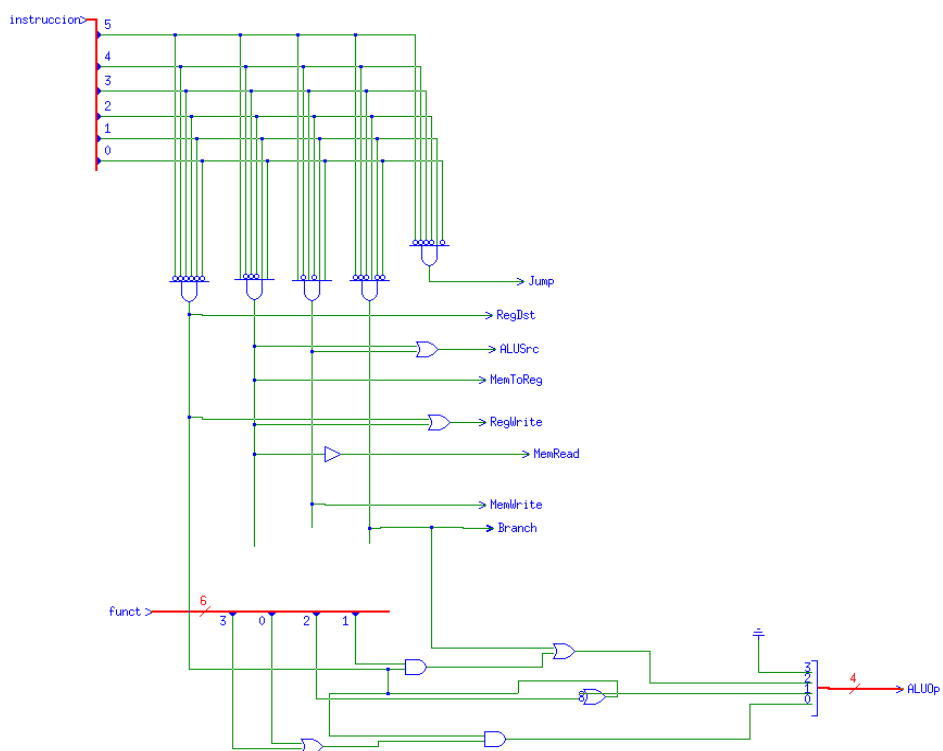 instruccion
5
4
3
2
1
0
Jump
RegDst
ALUSrc
MemToReg
RegWrite
MemRead
MemWrite
Branch
funct
6
3 0 2 1
3
2
1
0
4
ALUOp